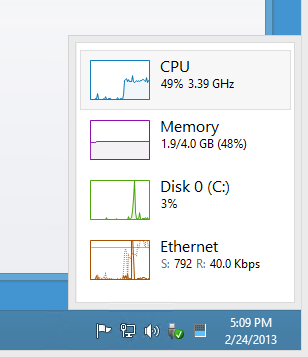 CPU
49% 3.39 GHz
Memory
1.9/4.0 GB (48%)
Disk 0 (C:)
3%
Ethernet
S: 792 R: 40.0 Kbps
5:09 PM
2/24/2013